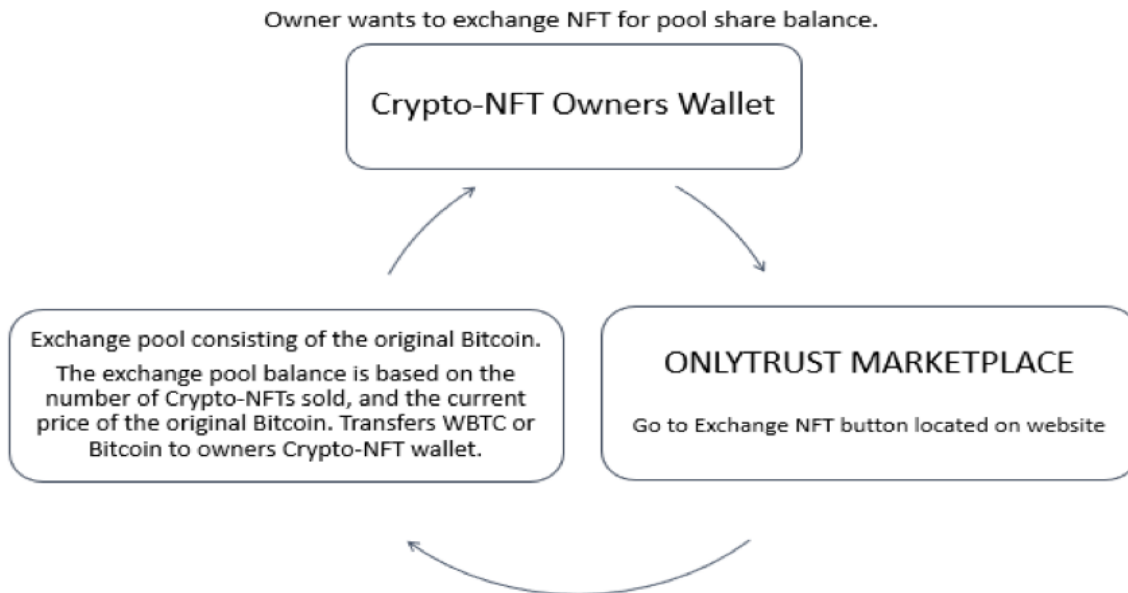 Owner wants to exchange NFT for pool share balance.
Crypto-NFT Owners Wallet
Exchange pool consisting of the original Bitcoin.
The exchange pool balance is based on the
number of Crypto-NFTs sold, and the current
price of the original Bitcoin. Transfers WBTC or
Bitcoin to owners Crypto-NFT wallet.
ONLYTRUST MARKETPLACE
Go to Exchange NFT button located on website